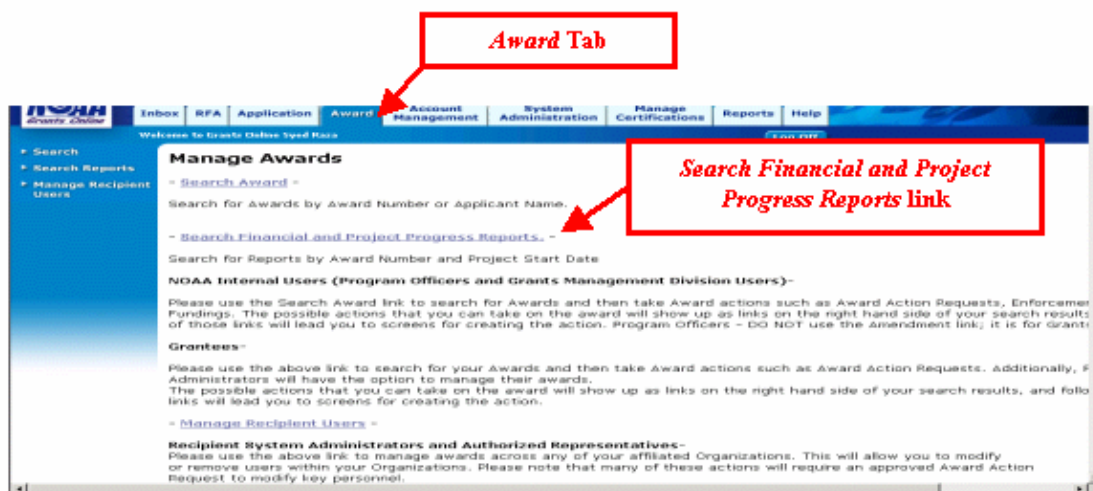 Award Tab
NOAA
Grants Online
Inbox RFA Application Award Account Management System Administration Manage Certifications Reports Help
Welcome to Grants Online Syed Raza Log Off
Search
Search Reports
Manage Recipient
Users
Manage Awards
- Search Award -
Search for Awards by Award Number or Applicant Name.
Search Financial and Project
Progress Reports link
- Search Financial and Project Progress Reports. -
Search for Reports by Award Number and Project Start Date
NOAA Internal Users (Program Officers and Grants Management Division Users)-
Please use the Search Award link to search for Awards and then take Award actions such as Award Action Requests, Enforcemen
Fundings. The possible actions that you can take on the award will show up as links on the right hand side of your search results
of those links will lead you to screens for creating the action. Program Officers - DO NOT use the Amendment link; it is for Grants
Grantees-
Please use the above link to search for your Awards and then take Award actions such as Award Action Requests. Additionally, R
Administrators will have the option to manage their awards.
The possible actions that you can take on the award will show up as links on the right hand side of your search results, and follo
links will lead you to screens for creating the action.
- Manage Recipient Users -
Recipient System Administrators and Authorized Representatives-
Please use the above link to manage awards across any of your affiliated Organizations. This will allow you to modify
or remove users within your Organizations. Please note that many of these actions will require an approved Award Action
Request to modify key personnel.